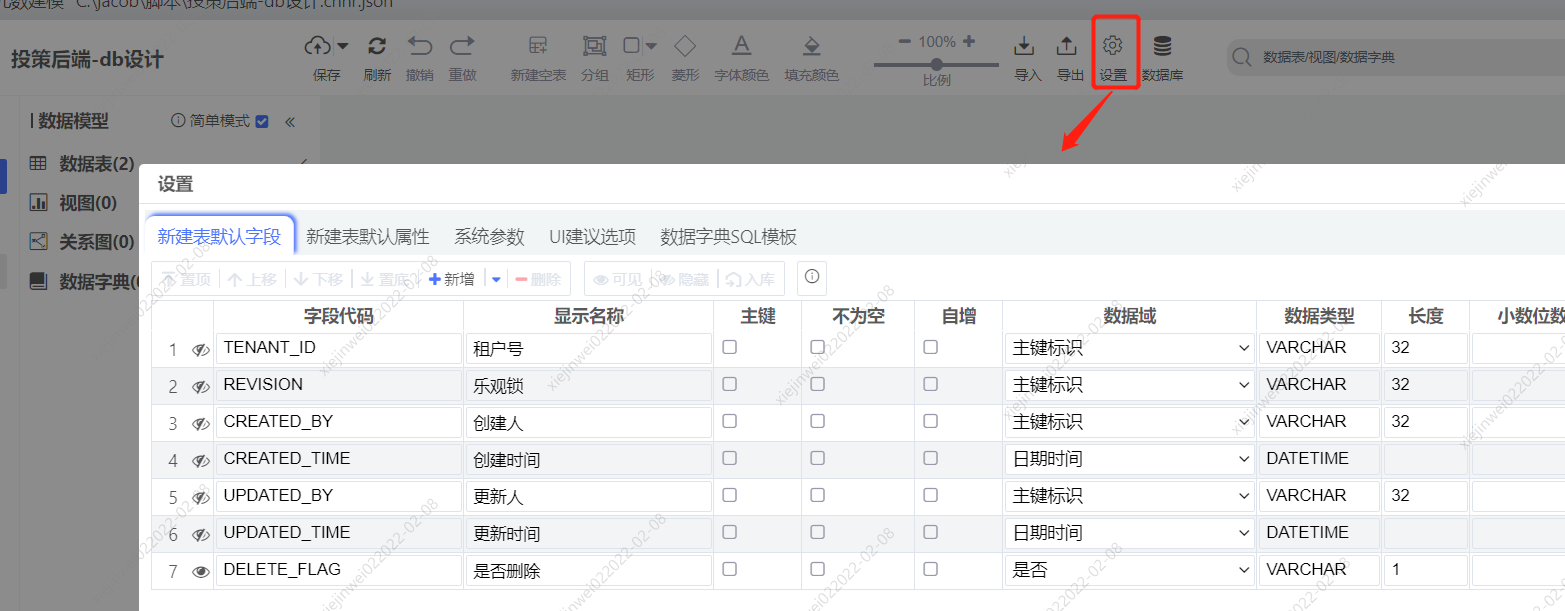 元数建模 C:\jacob\脚本\投策后端-db设计.chnr.json
投策后端-db设计
保存 刷新 撤销 重做 新建空表 分组 矩形 菱形 字体颜色 填充颜色 100% 比例 导入 导出 设置 数据库 数据表/视图/数据字典
数据模型 简单模式
数据表(2)
视图(0)
关系图(0)
数据字典(
设置
新建表默认字段 新建表默认属性 系统参数 UI建议选项 数据字典SQL模板
置顶 上移 下移 置底 新增 删除 可见 隐藏 入库
字段代码 显示名称 主键 不为空 自增 数据域 数据类型 长度 小数位数
1 TENANT_ID 租户号 主键标识 VARCHAR 32
2 REVISION 乐观锁 主键标识 VARCHAR 32
3 CREATED_BY 创建人 主键标识 VARCHAR 32
4 CREATED_TIME 创建时间 日期时间 DATETIME
5 UPDATED_BY 更新人 主键标识 VARCHAR 32
6 UPDATED_TIME 更新时间 日期时间 DATETIME
7 DELETE_FLAG 是否删除 是否 VARCHAR 1
xiejinwei022022-02-08